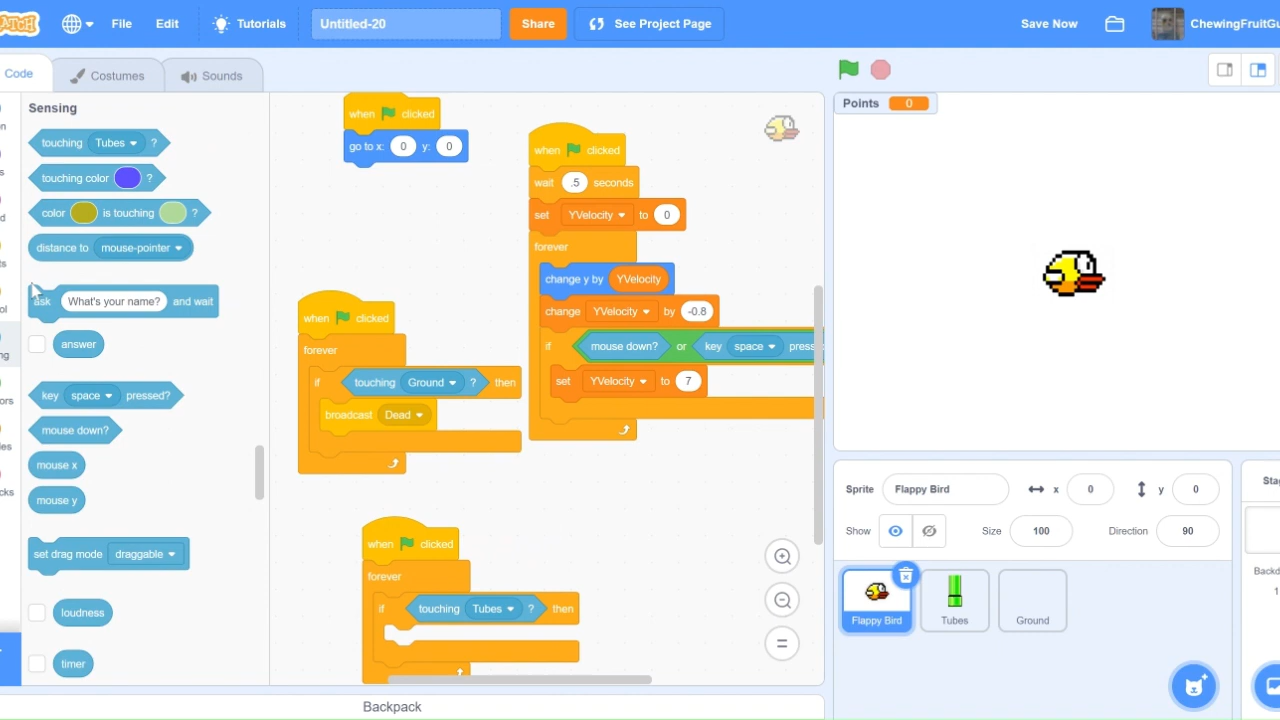 File Edit Tutorials Untitled-20 Share See Project Page Save Now
Code Costumes Sounds
Sensing
touching Tubes ?
touching color ?
color is touching ?
distance to mouse-pointer
ask What's your name? and wait
answer
key space pressed?
mouse down?
mouse x
mouse y
set drag mode draggable
loudness
timer
when clicked
go to x: 0 y: 0
when clicked
wait .5 seconds
set YVelocity to 0
forever
change y by YVelocity
change YVelocity by -0.8
if mouse down? or key space
set YVelocity to 7
when clicked
forever
if touching Ground ? then
broadcast Dead
when clicked
forever
if touching Tubes ? then
Backpack
Points 0
Sprite Flappy Bird x 0 y 0
Show Size 100 Direction 90
Flappy Bird Tubes Ground
1